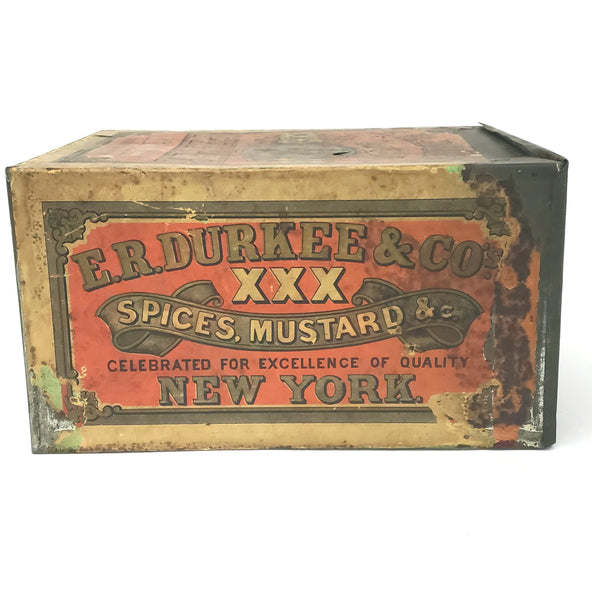 E.R. DURKEE & CO'S
XXX
SPICES, MUSTARD & c.
CELEBRATED FOR EXCELLENCE OF QUALITY
NEW YORK.